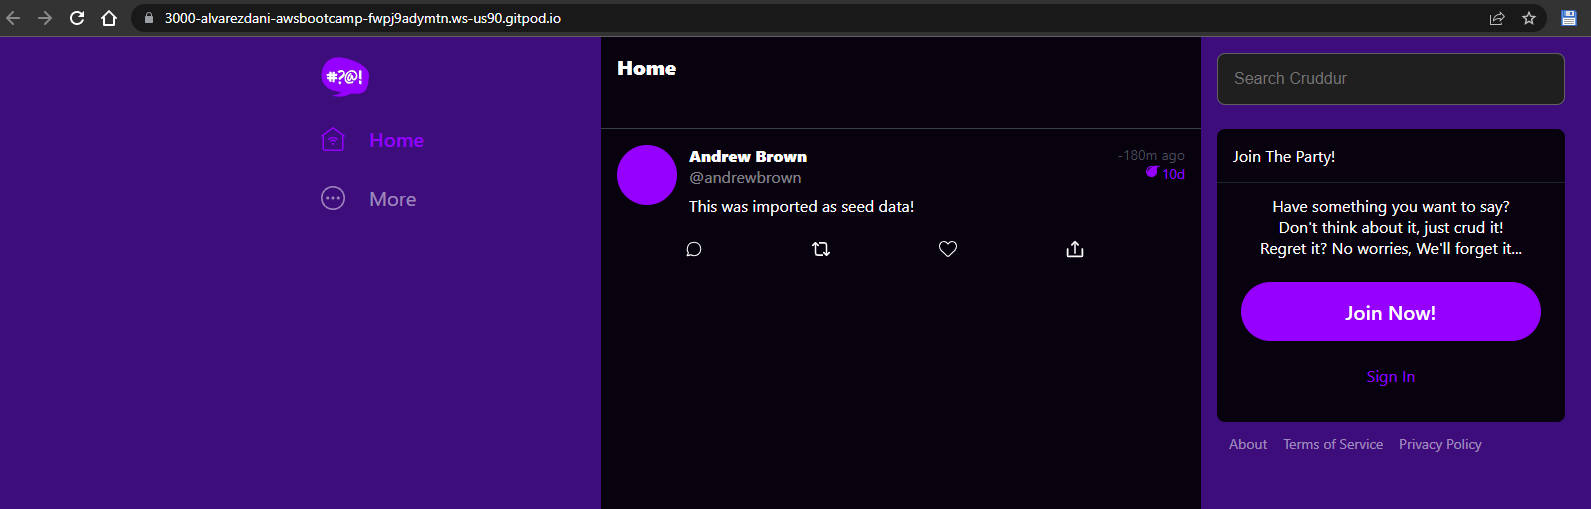 3000-alvarezdani-awsbootcamp-fwpj9adymtn.ws-us90.gitpod.io
#?@!
Home
More
Home
Andrew Brown
-180m ago
@andrewbrown
10d
This was imported as seed data!
Search Cruddur
Join The Party!
Have something you want to say?
Don't think about it, just crud it!
Regret it? No worries, We'll forget it...
Join Now!
Sign In
About Terms of Service Privacy Policy